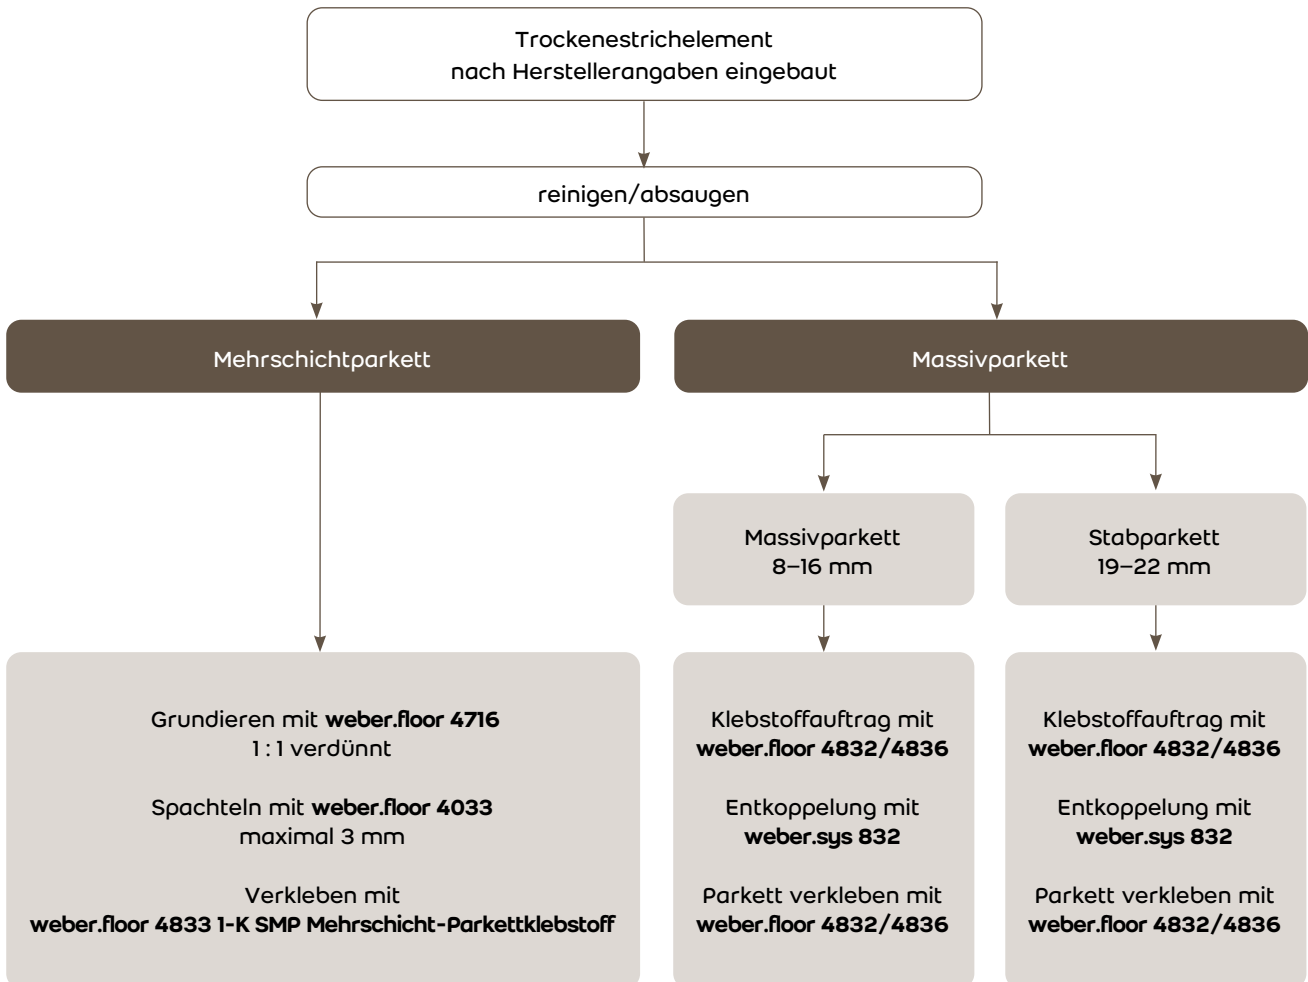 Trockenestrichelement
nach Herstellerangaben eingebaut
reinigen/absaugen
Mehrschichtparkett
Massivparkett
Massivparkett
8–16 mm
Stabparkett
19–22 mm
Grundieren mit weber.floor 4716
1 : 1 verdünnt
Spachteln mit weber.floor 4033
maximal 3 mm
Verkleben mit
weber.floor 4833 1-K SMP Mehrschicht-Parkettklebstoff
Klebstoffauftrag mit
weber.floor 4832/4836
Entkoppelung mit
weber.sys 832
Parkett verkleben mit
weber.floor 4832/4836
Klebstoffauftrag mit
weber.floor 4832/4836
Entkoppelung mit
weber.sys 832
Parkett verkleben mit
weber.floor 4832/4836